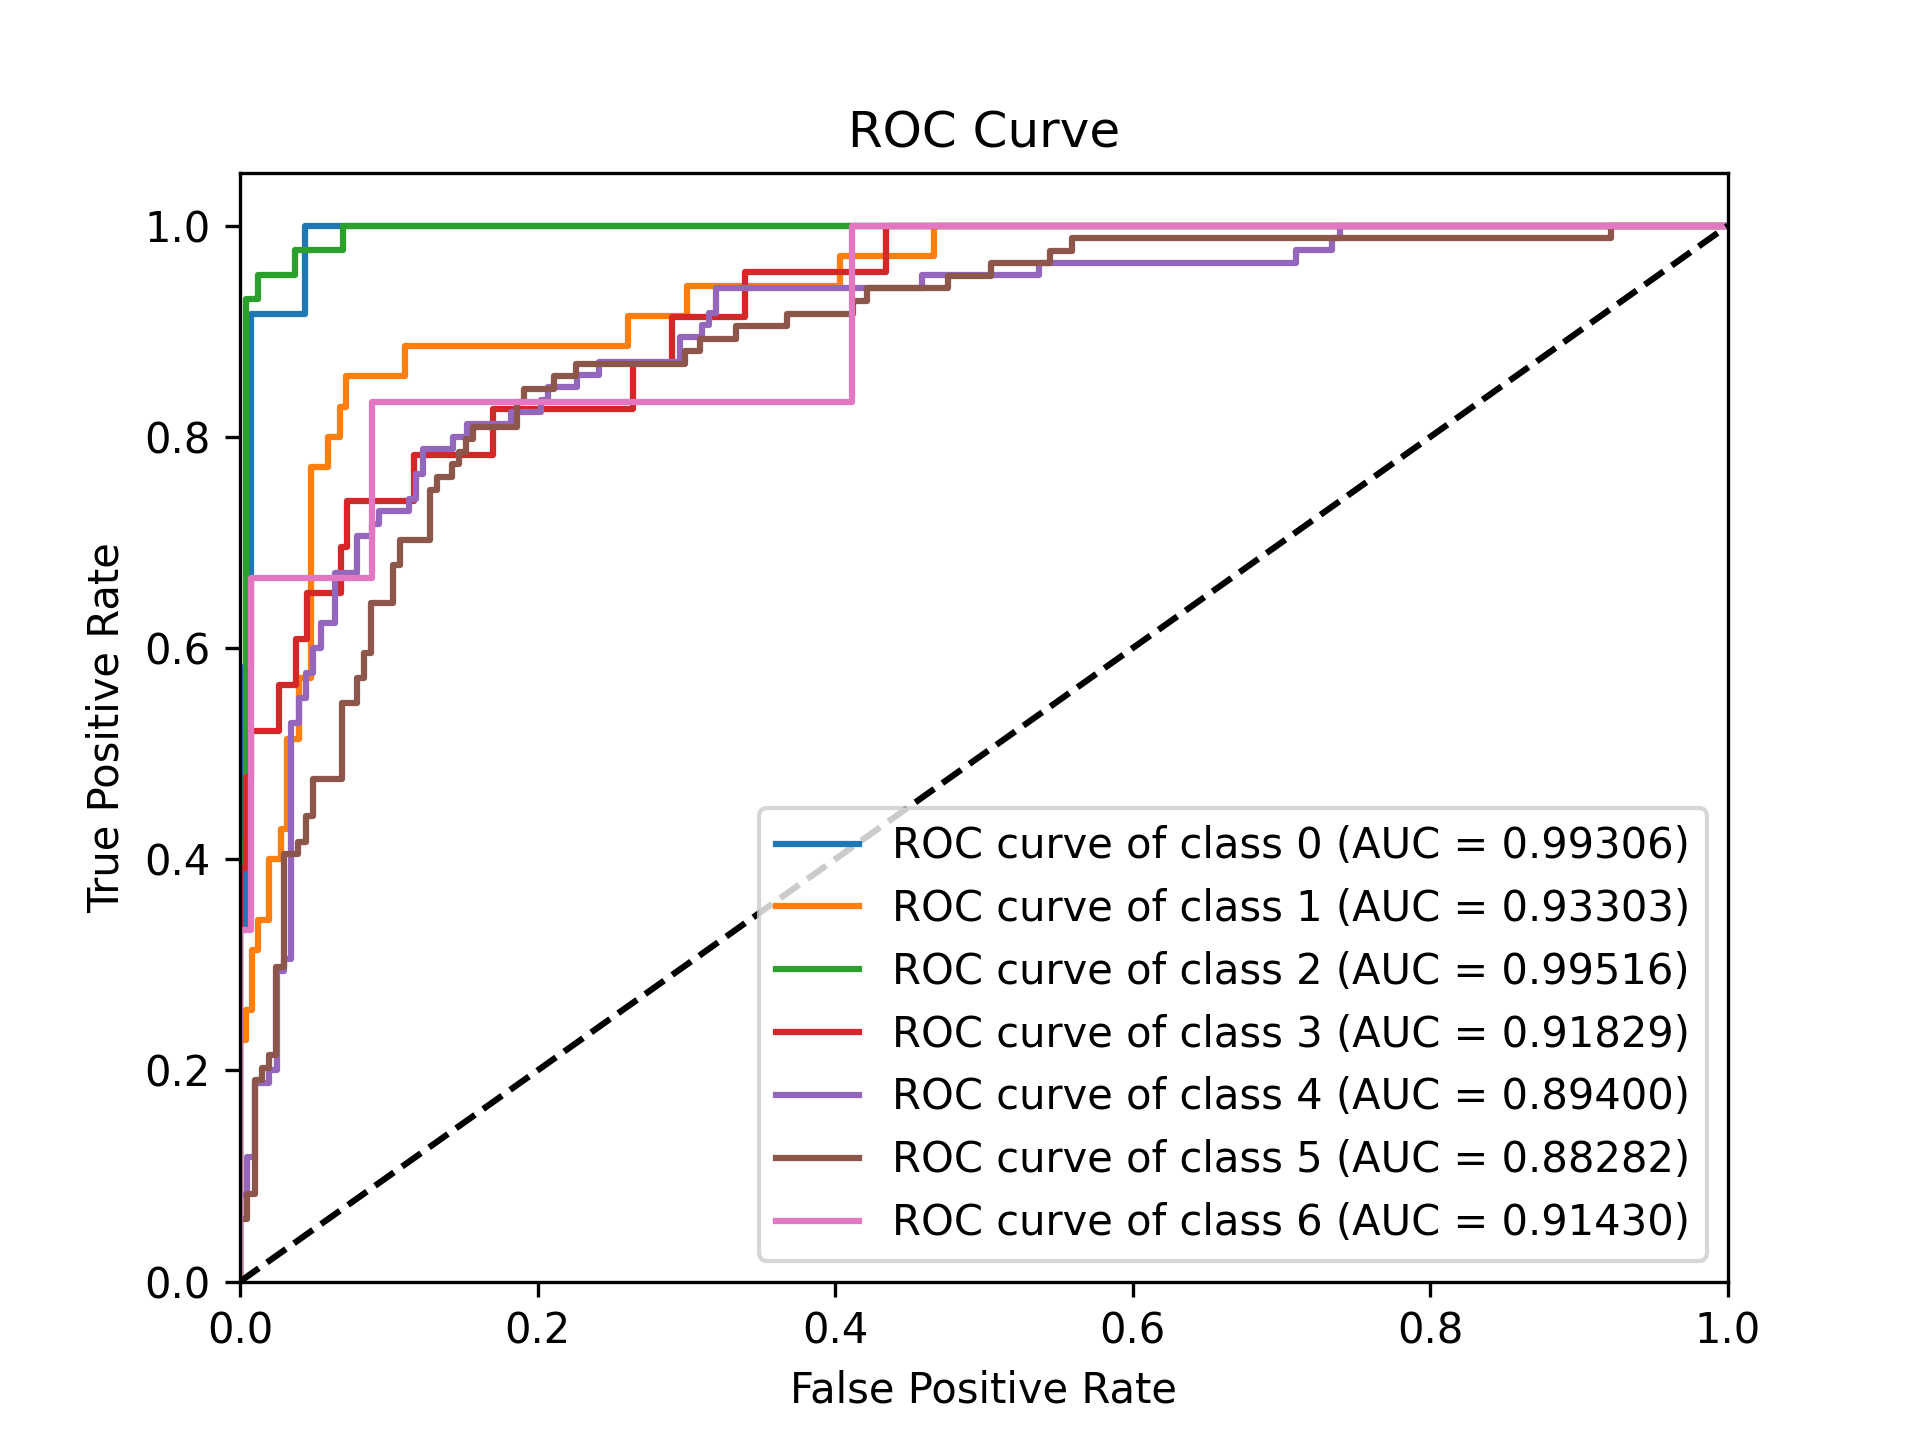 ROC Curve
1.0
0.8
0.6
0.4
0.2
0.0
True Positive Rate
ROC curve of class 0 (AUC = 0.99306)
ROC curve of class 1 (AUC = 0.93303)
ROC curve of class 2 (AUC = 0.99516)
ROC curve of class 3 (AUC = 0.91829)
ROC curve of class 4 (AUC = 0.89400)
ROC curve of class 5 (AUC = 0.88282)
ROC curve of class 6 (AUC = 0.91430)
0.0 0.2 0.4 0.6 0.8 1.0
False Positive Rate